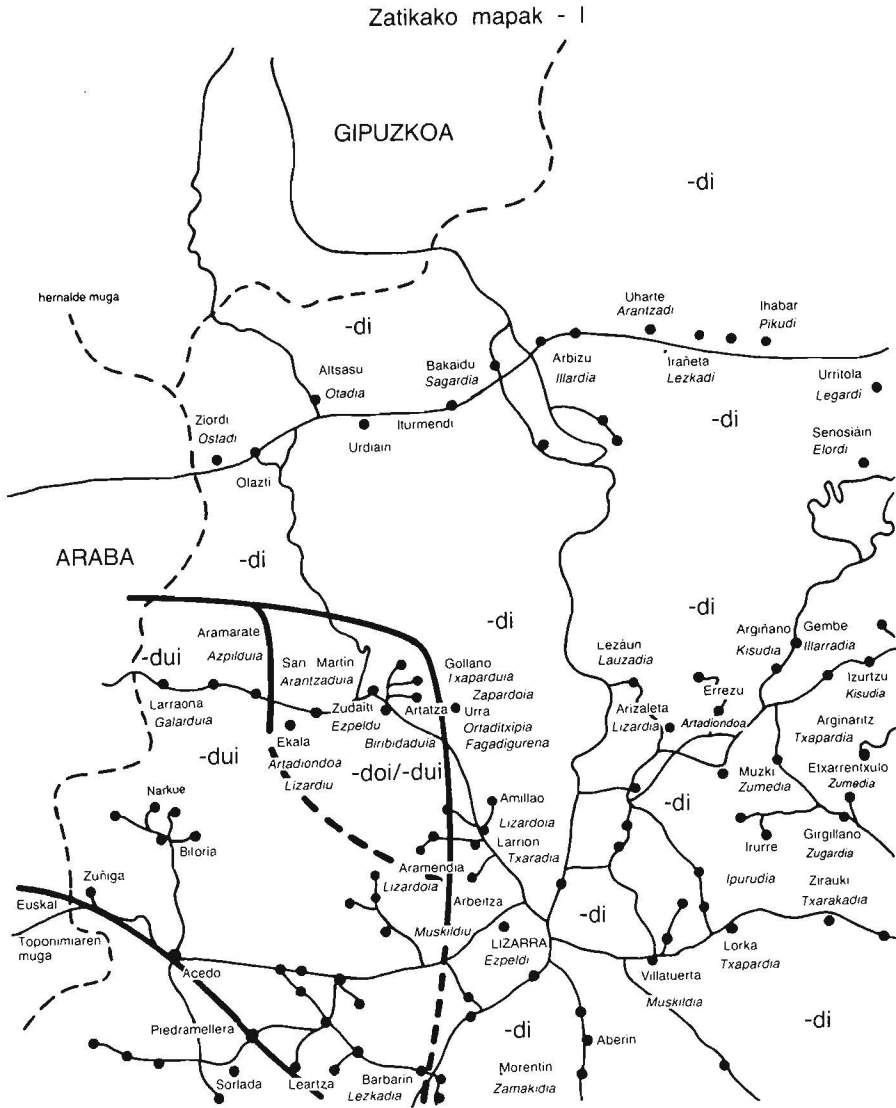 Zatikako mapak - I
GIPUZKOA
-di
hernalde muga
-di
Uharte
Arantzadi
Ihabar
Pikudi
Altsasu
Otadia
Bakaidu
Sagardia
Arbizu
Illardia
Irañeta
Lezkadi
Urritola
Legardi
Ziordi
Ostadi
Urdiain
Iturmendi
-di
Senosiáin
Elordi
Olazti
ARABA
-di
-di
-di
Aramarate
Azpilduia
-dui
San Martin
Arantzaduia
Gollano
Ixaparduia
Zapardoia
Lezáun
Lauzadia
Argiñano
Kisudia
Gembe
Illarradia
Izurtzu
Kisudia
Larraona
Galarduia
Zudaiti
Ezpeldu
Artatza
Urra
Ortaditxipia
Fagadigurena
Biribidaduia
Arizaleta
Lizardia
Errezu
Artadiondoa
Arginaritz
Txapardia
Ekala
Artadiondoa
Lizardiu
-dui
-doi/-dui
Muzki
Zumedia
Etxarrentxulo
Zumedia
Narkue
Biloria
Amillao
Lizardoia
-di
Larrion
Txaradia
Irurre
Girgillano
Zugardia
Aramendia
Lizardoia
Zuñiga
Arbeitza
Ipurudia
Zirauki
Txarakadia
Euskal
Toponimiaren
muga
Muskildiu
LIZARRA
Ezpeldi
-di
Acedo
Villatuerta
Lorka
Txapardia
Muskildia
Piedramellera
-di
Aberin
-di
Sorlada
Leartza
Barbarin
Lezkadia
Morentin
Zamakidia